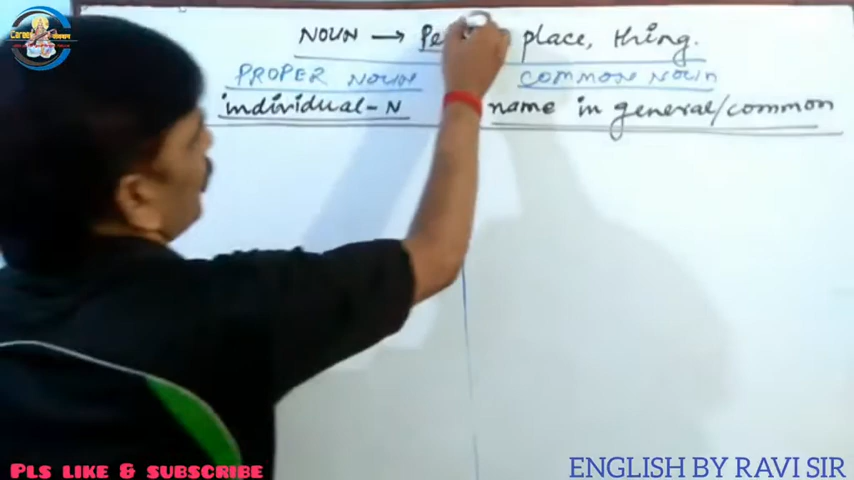 NOUN → Pe place, thing.
PROPER NOUN COMMON NOUN
individual-N name in general/common
PLS LIKE & SUBSCRIBE
ENGLISH BY RAVI SIR